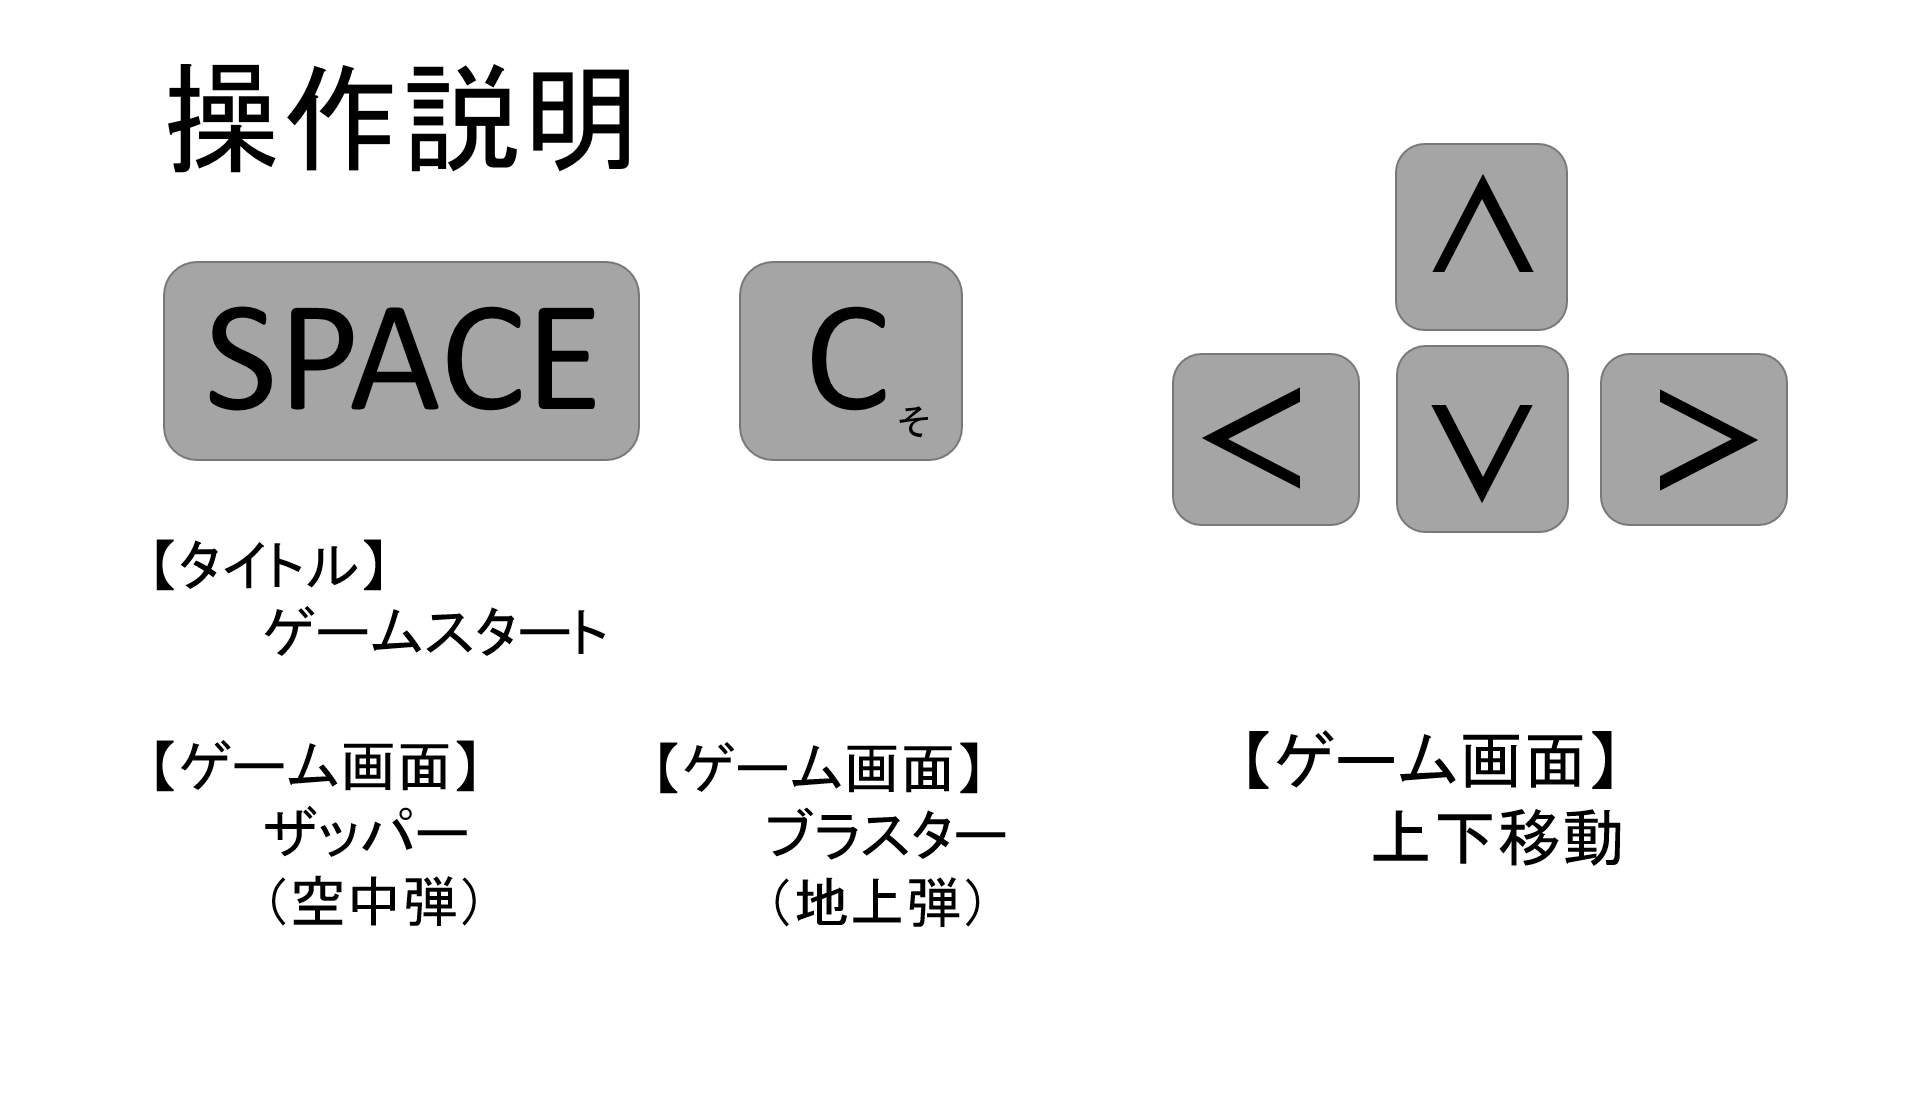 操作説明
SPACE
C
そ
＜
＞
＜
＞
【タイトル】
ゲームスタート
【ゲーム画面】
ザッパー
（空中弾）
【ゲーム画面】
ブラスター
（地上弾）
【ゲーム画面】
上下移動